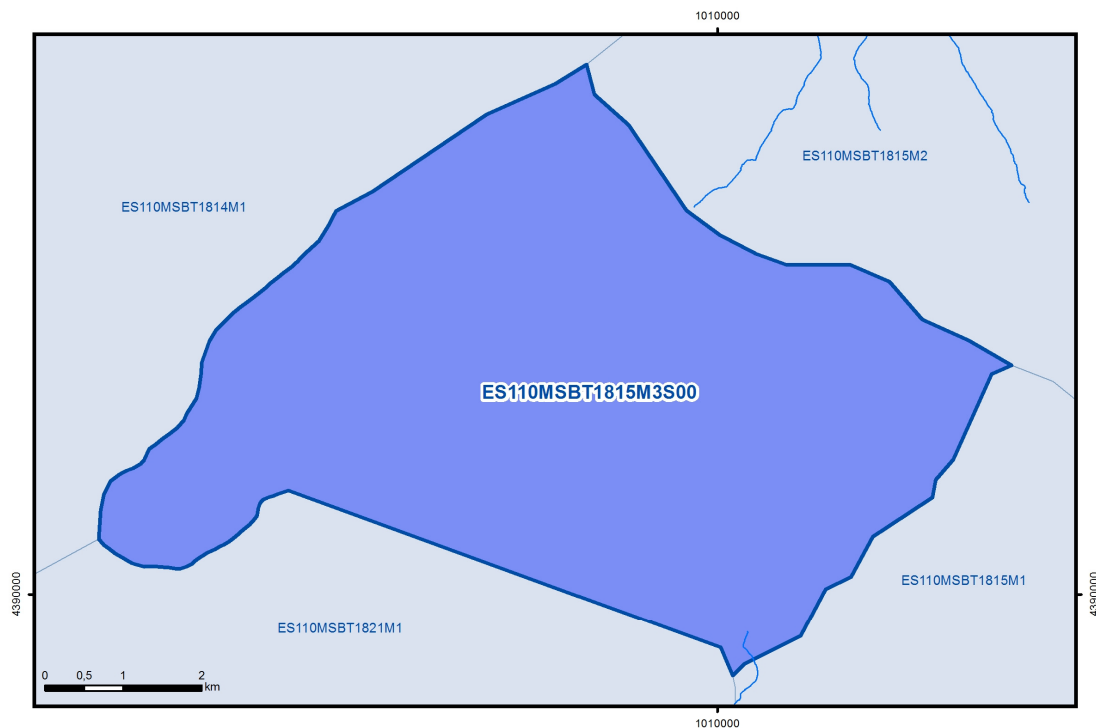 1010000
ES110MSBT1815M2
ES110MSBT1814M1
ES110MSBT1815M3S00
ES110MSBT1815M1
4390000
4390000
ES110MSBT1821M1
0 0,5 1 2
km
1010000